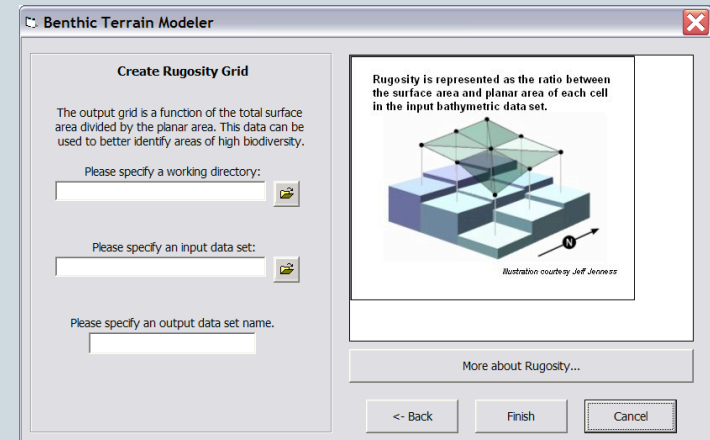 Benthic Terrain Modeler
Create Rugosity Grid
The output grid is a function of the total surface
area divided by the planar area. This data can be
used to better identify areas of high biodiversity.
Please specify a working directory:
Please specify an input data set:
Please specify an output data set name.
Rugosity is represented as the ratio between
the surface area and planar area of each cell
in the input bathymetric data set.
N
Illustration courtesy Jeff Jenness
More about Rugosity...
<- Back
Finish
Cancel